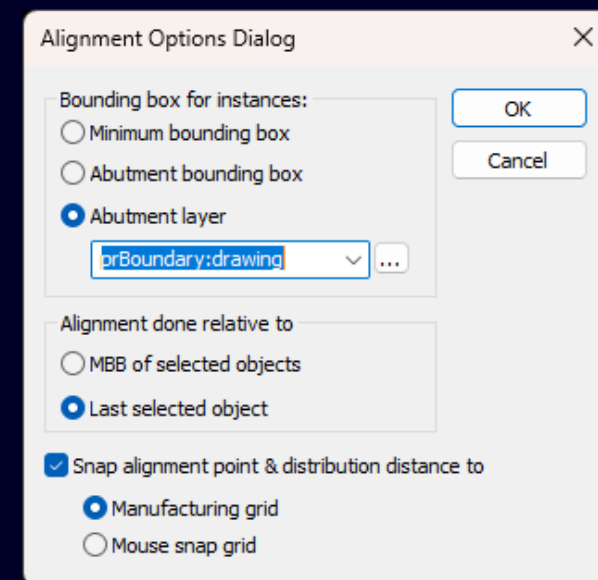 Alignment Options Dialog
Bounding box for instances:
Minimum bounding box
Abutment bounding box
Abutment layer
prBoundary:drawing
...
OK
Cancel
Alignment done relative to
MBB of selected objects
Last selected object
Snap alignment point & distribution distance to
Manufacturing grid
Mouse snap grid